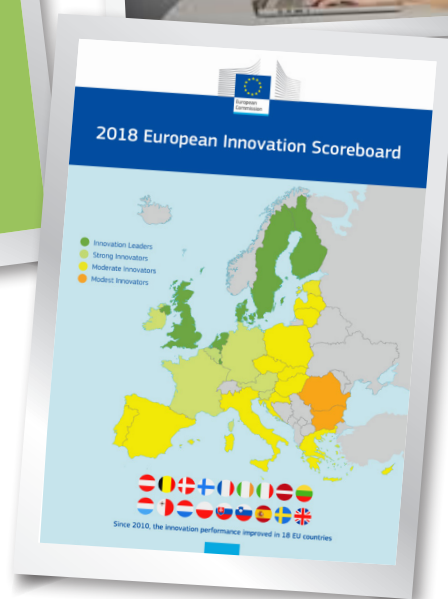 European
Commission
2018 European Innovation Scoreboard
Innovation Leaders
Strong Innovators
Moderate Innovators
Modest Innovators
Since 2010, the innovation performance improved in 18 EU countries